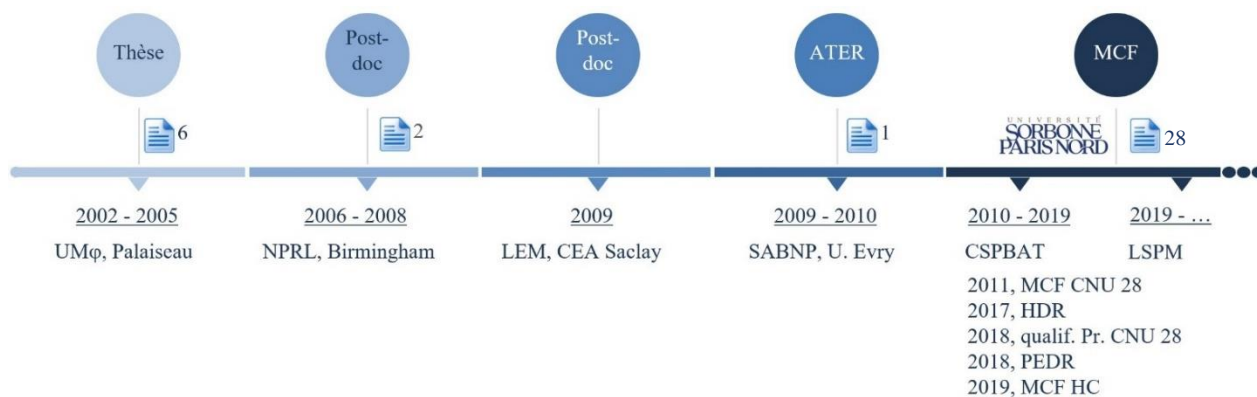 Thèse
Post-
doc
Post-
doc
ATER
MCF
6
2
1
UNIVERSITÉ
SORBONNE
PARIS NORD
28
2002 - 2005
2006 - 2008
2009
2009 - 2010
2010 - 2019
2019 - ...
UMφ, Palaiseau
NPRL, Birmingham
LEM, CEA Saclay
SABNP, U. Evry
CSPBAT
LSPM
2011, MCF CNU 28
2017, HDR
2018, qualif. Pr. CNU 28
2018, PEDR
2019, MCF HC